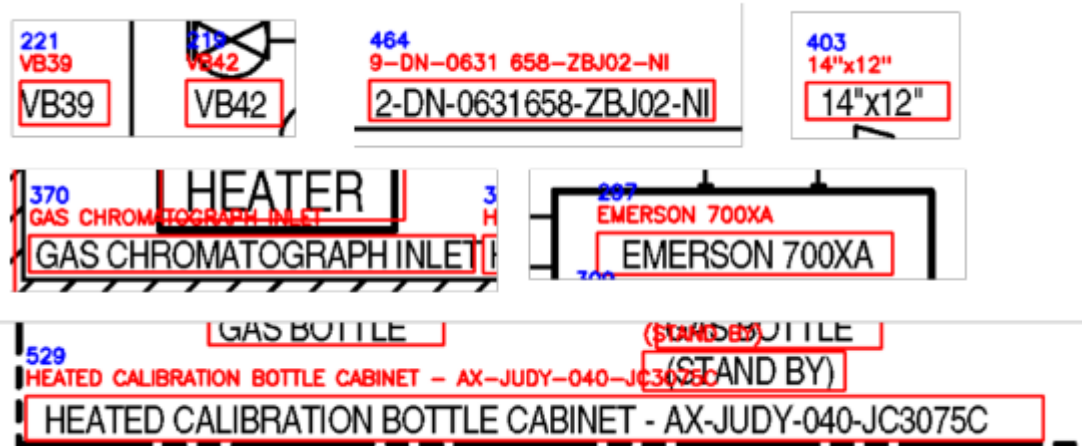 221
219
VB39
VB42
VB39
VB42
464
9-DN-0631 658-ZBJ02-NI
2-DN-0631658-ZBJ02-NI
403
14"x12"
14"x12"
HEATER
370
GAS CHROMATOGRAPH INLET
GAS CHROMATOGRAPH INLET
EMERSON 700XA
EMERSON 700XA
GAS BOTTLE
GAS BOTTLE
(STAND BY)
529
(STAND BY)
HEATED CALIBRATION BOTTLE CABINET - AX-JUDY-040-JC3075C
HEATED CALIBRATION BOTTLE CABINET - AX-JUDY-040-JC3075C